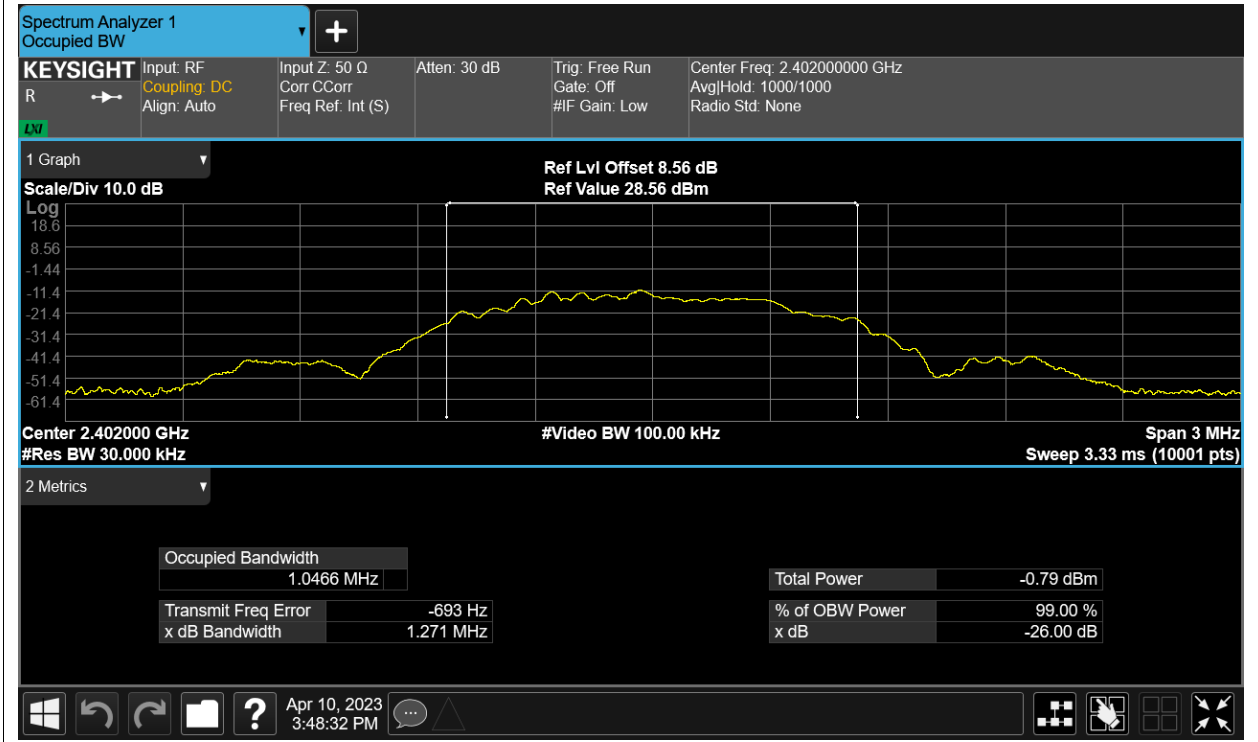 Spectrum Analyzer 1
Occupied BW
KEYSIGHT
R
LXI
Input: RF
Coupling: DC
Align: Auto
Input Z: 50 Ω
Corr CCorr
Freq Ref: Int (S)
Atten: 30 dB
Trig: Free Run
Gate: Off
#IF Gain: Low
Center Freq: 2.402000000 GHz
Avg|Hold: 1000/1000
Radio Std: None
1 Graph
Scale/Div 10.0 dB
Ref Lvl Offset 8.56 dB
Ref Value 28.56 dBm
Log
18.6
8.56
-1.44
-11.4
-21.4
-31.4
-41.4
-51.4
-61.4
Center 2.402000 GHz
#Res BW 30.000 kHz
#Video BW 100.00 kHz
Span 3 MHz
Sweep 3.33 ms (10001 pts)
2 Metrics
Occupied Bandwidth
1.0466 MHz
Total Power -0.79 dBm
Transmit Freq Error -693 Hz
% of OBW Power 99.00 %
x dB Bandwidth 1.271 MHz
x dB -26.00 dB
?
Apr 10, 2023
3:48:32 PM